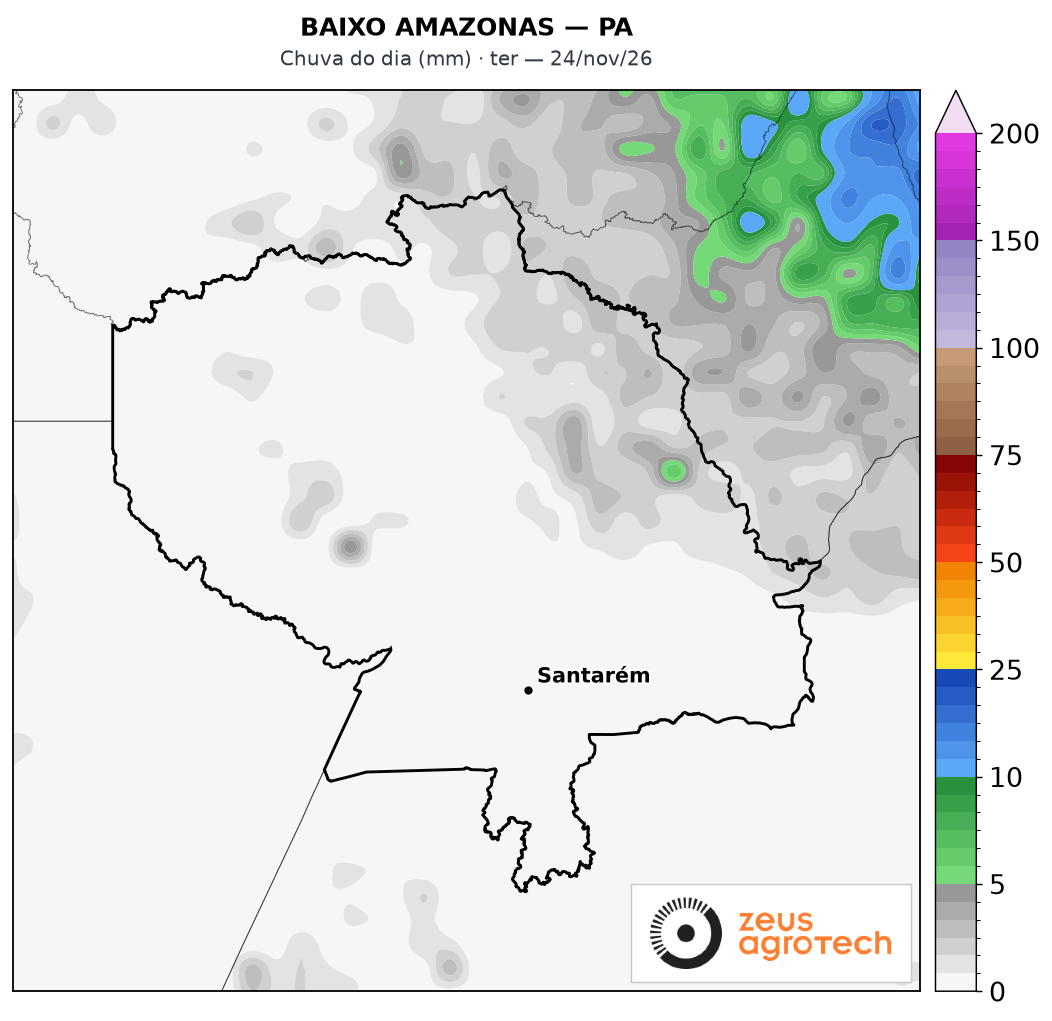 BAIXO AMAZONAS — PA
Chuva do dia (mm) · ter — 24/nov/26
200
150
100
75
50
25
10
5
0
Santarém
zeus
agrotech